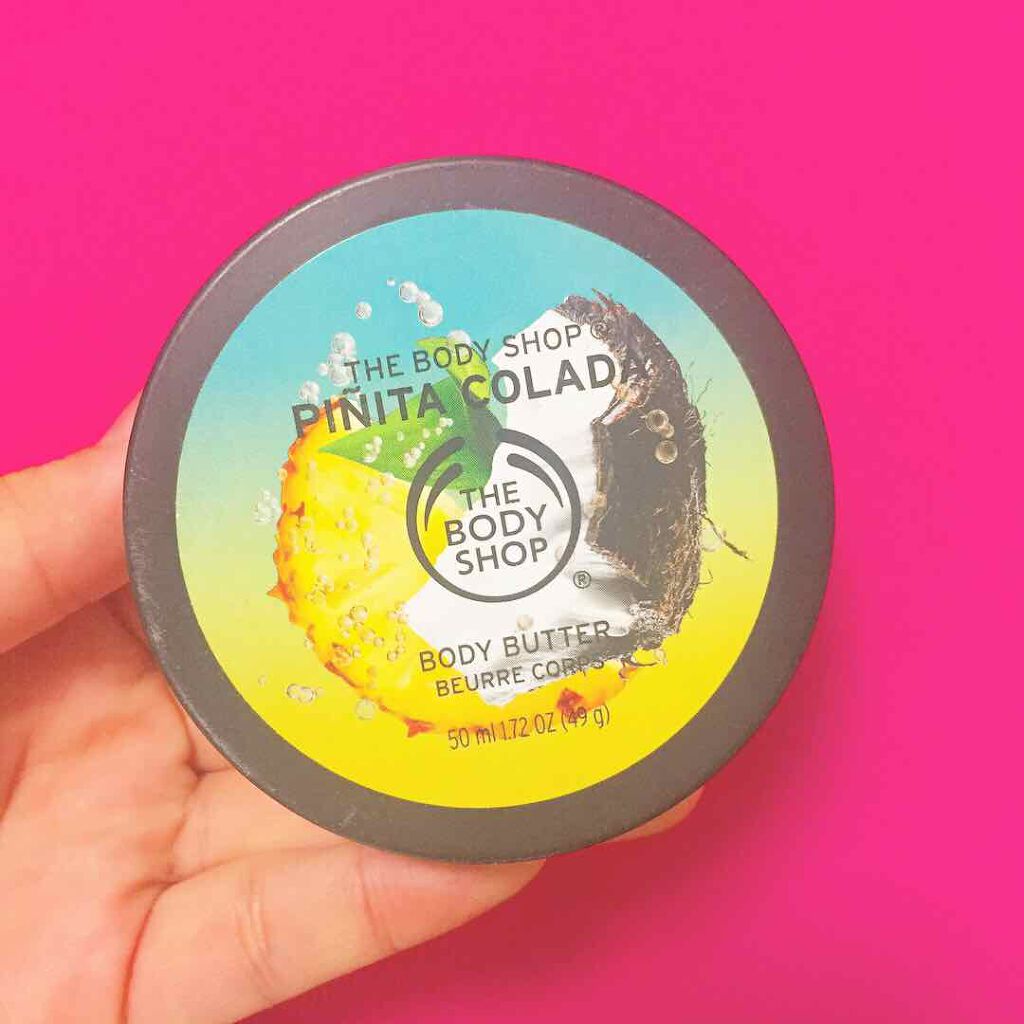 THE BODY SHOP®
PIÑITA COLADA
THE
BODY
SHOP
®
BODY BUTTER
BEURRE CORPS
50 ml 1.72 OZ (49 g)